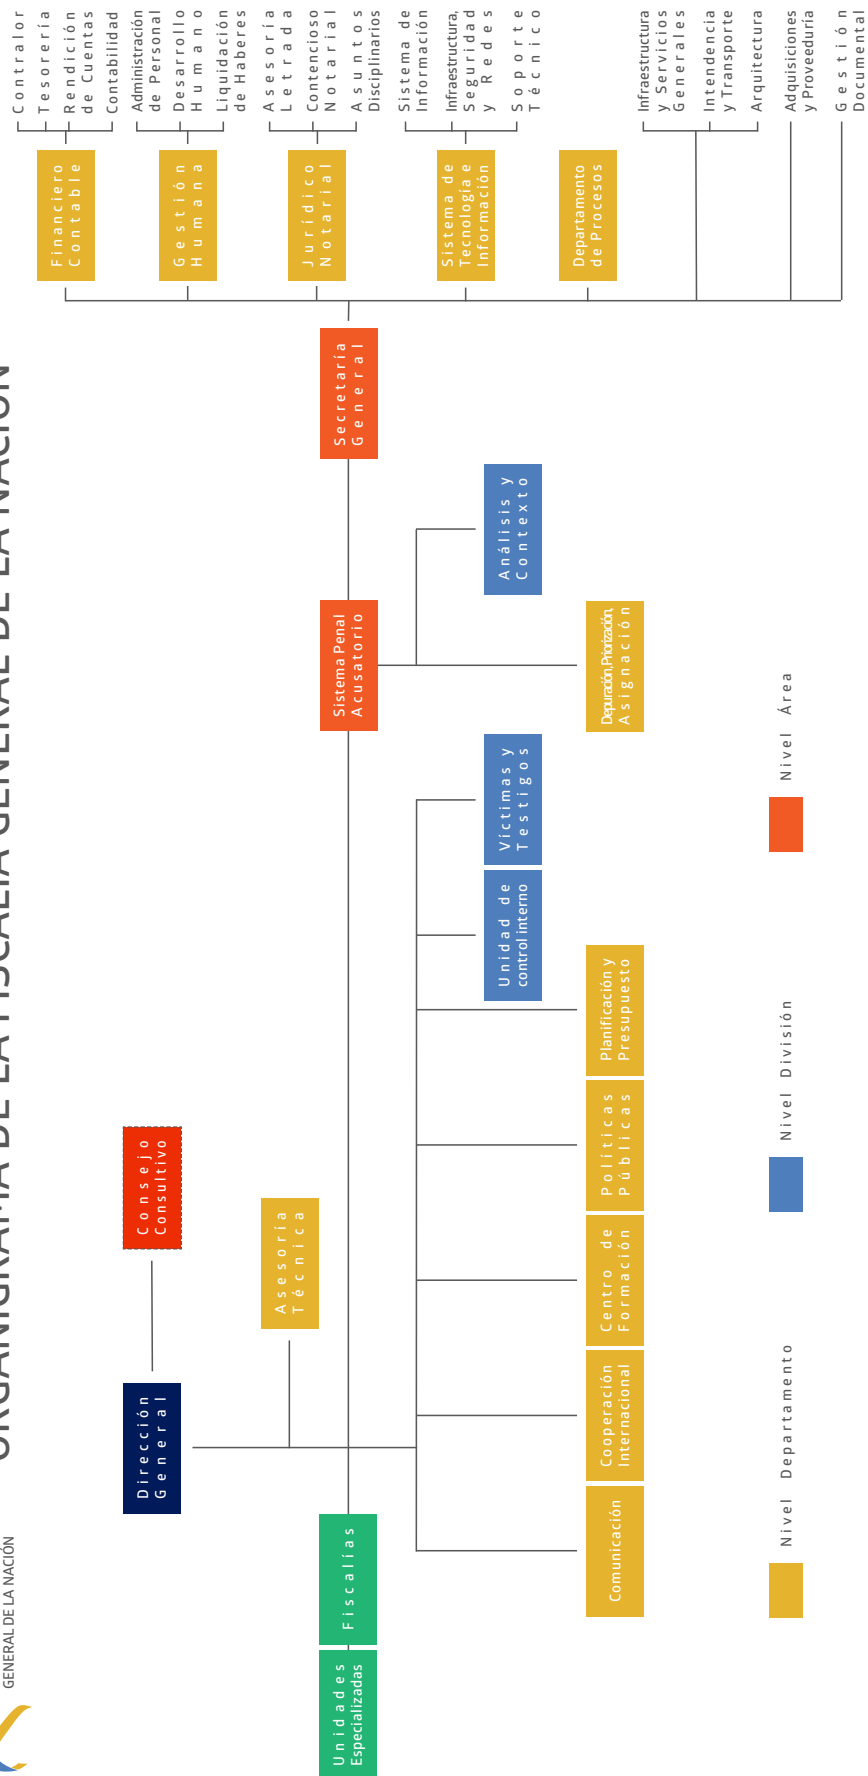 GENERAL DE LA NACIÓN
ORGANIGRAMA DE LA FISCALÍA GENERAL DE LA NACIÓN
Dirección
General
Consejo
Consultivo
Asesoría
Técnica
Unidades
Especializadas
Fiscalías
Sistema Penal
Acusatorio
Secretaría
General
Comunicación
Cooperación
Internacional
Centro de
Formación
Políticas
Públicas
Planificación y
Presupuesto
Unidad de
control interno
Víctimas y
Testigos
Depuración, Priorización,
Asignación
Análisis y
Contexto
Financiero
Contable
Contralor
Tesorería
Rendición
de Cuentas
Contabilidad
Gestión
Humana
Administración
de Personal
Desarrollo
Humano
Liquidación
de Haberes
Jurídico
Notarial
Asesoría
Letrada
Contencioso
Notarial
Asuntos
Disciplinarios
Sistema de
Tecnología e
Información
Sistema de
Información
Infraestructura,
Seguridad
y Redes
Soporte
Técnico
Departamento
de Procesos
Infraestructura
y Servicios
Generales
Intendencia
y Transporte
Arquitectura
Adquisiciones
y Proveeduría
Gestión
Documental
Nivel Departamento
Nivel División
Nivel Área